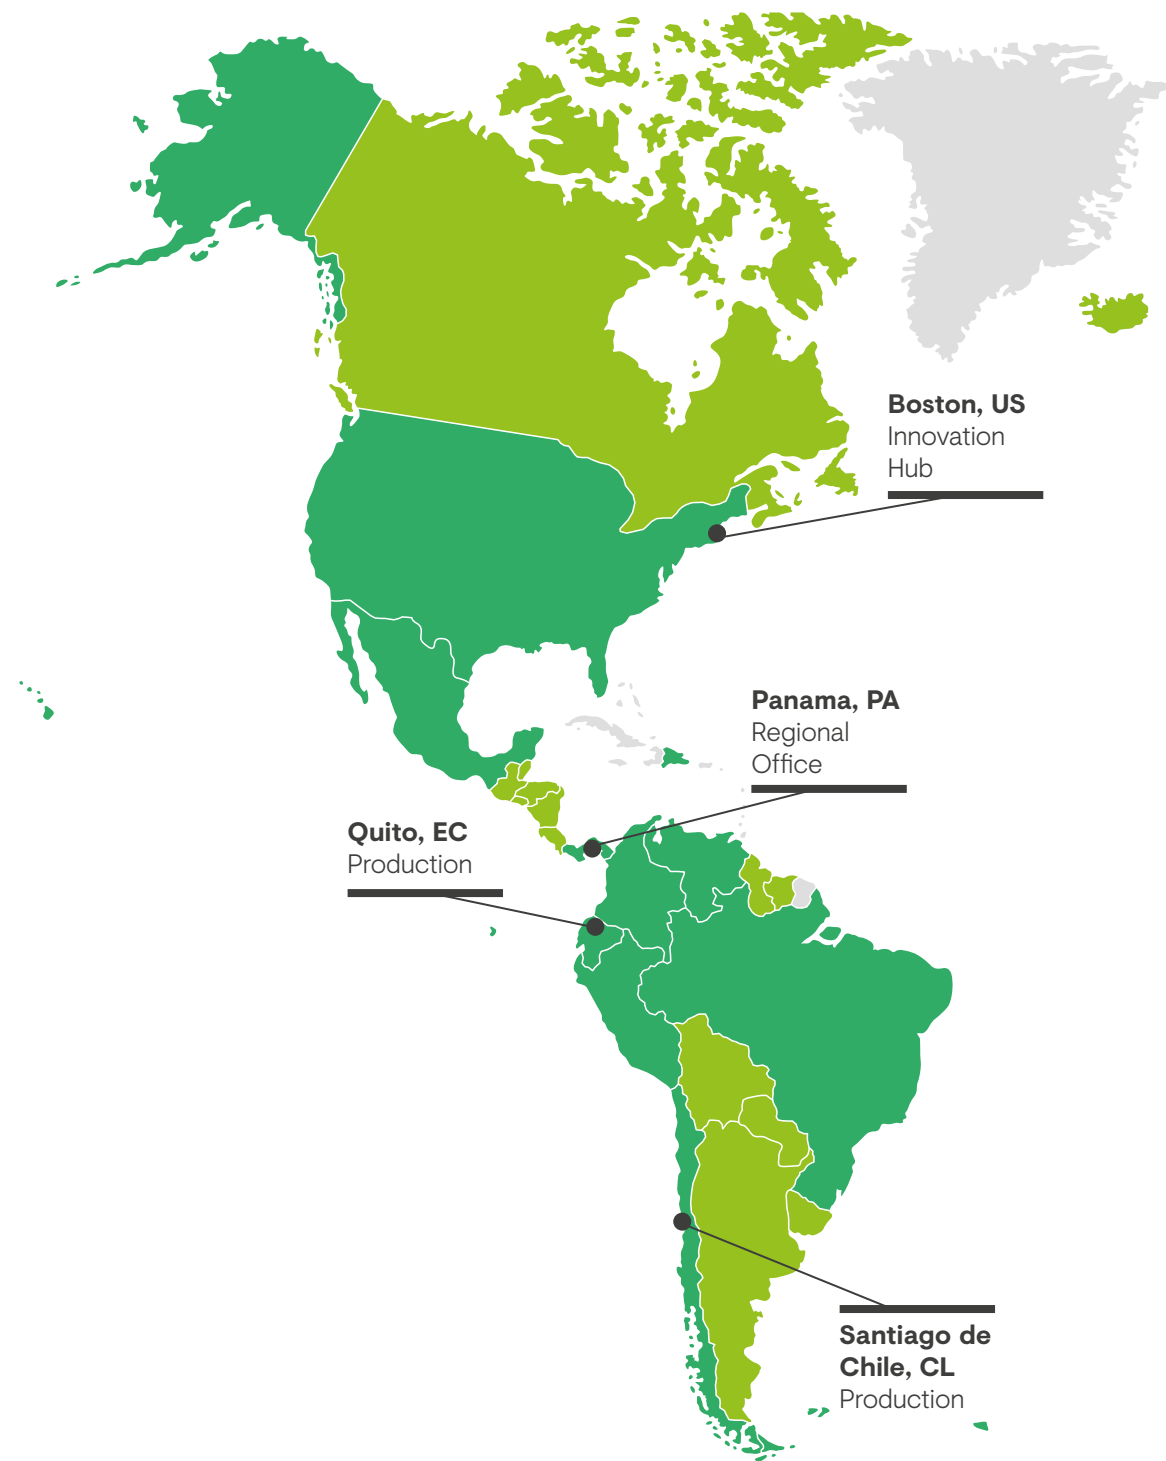 Boston, US
Innovation
Hub
Panama, PA
Regional
Office
Quito, EC
Production
Santiago de
Chile, CL
Production